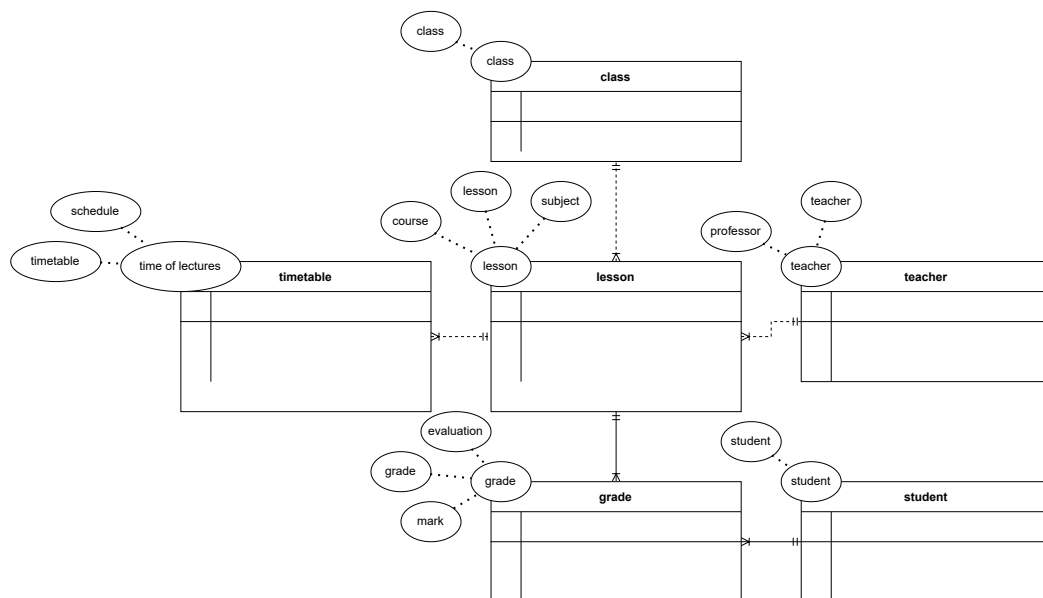 class
class
class
lesson
subject
course
schedule
timetable
time of lectures
timetable
lesson
lesson
teacher
professor
teacher
teacher
evaluation
grade
grade
mark
grade
student
student
student